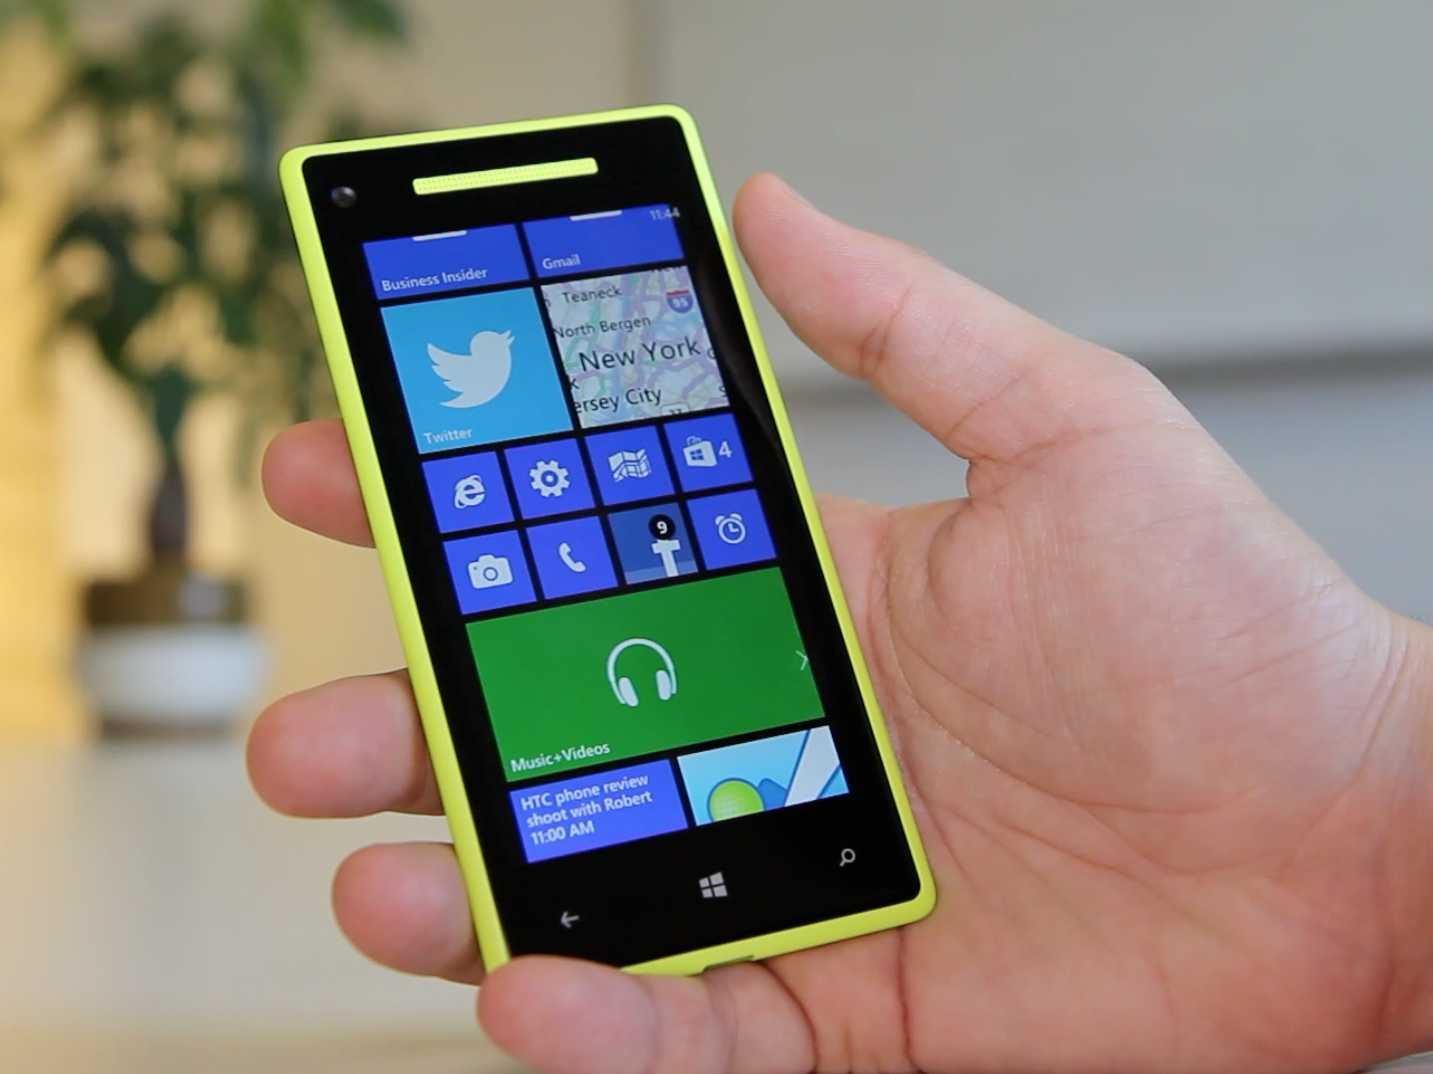 11:44
Business Insider
Gmail
Teaneck
95
North Bergen
New York
ersey City
Twitter
4
9
Music+Videos
HTC phone review
shoot with Robert
11:00 AM